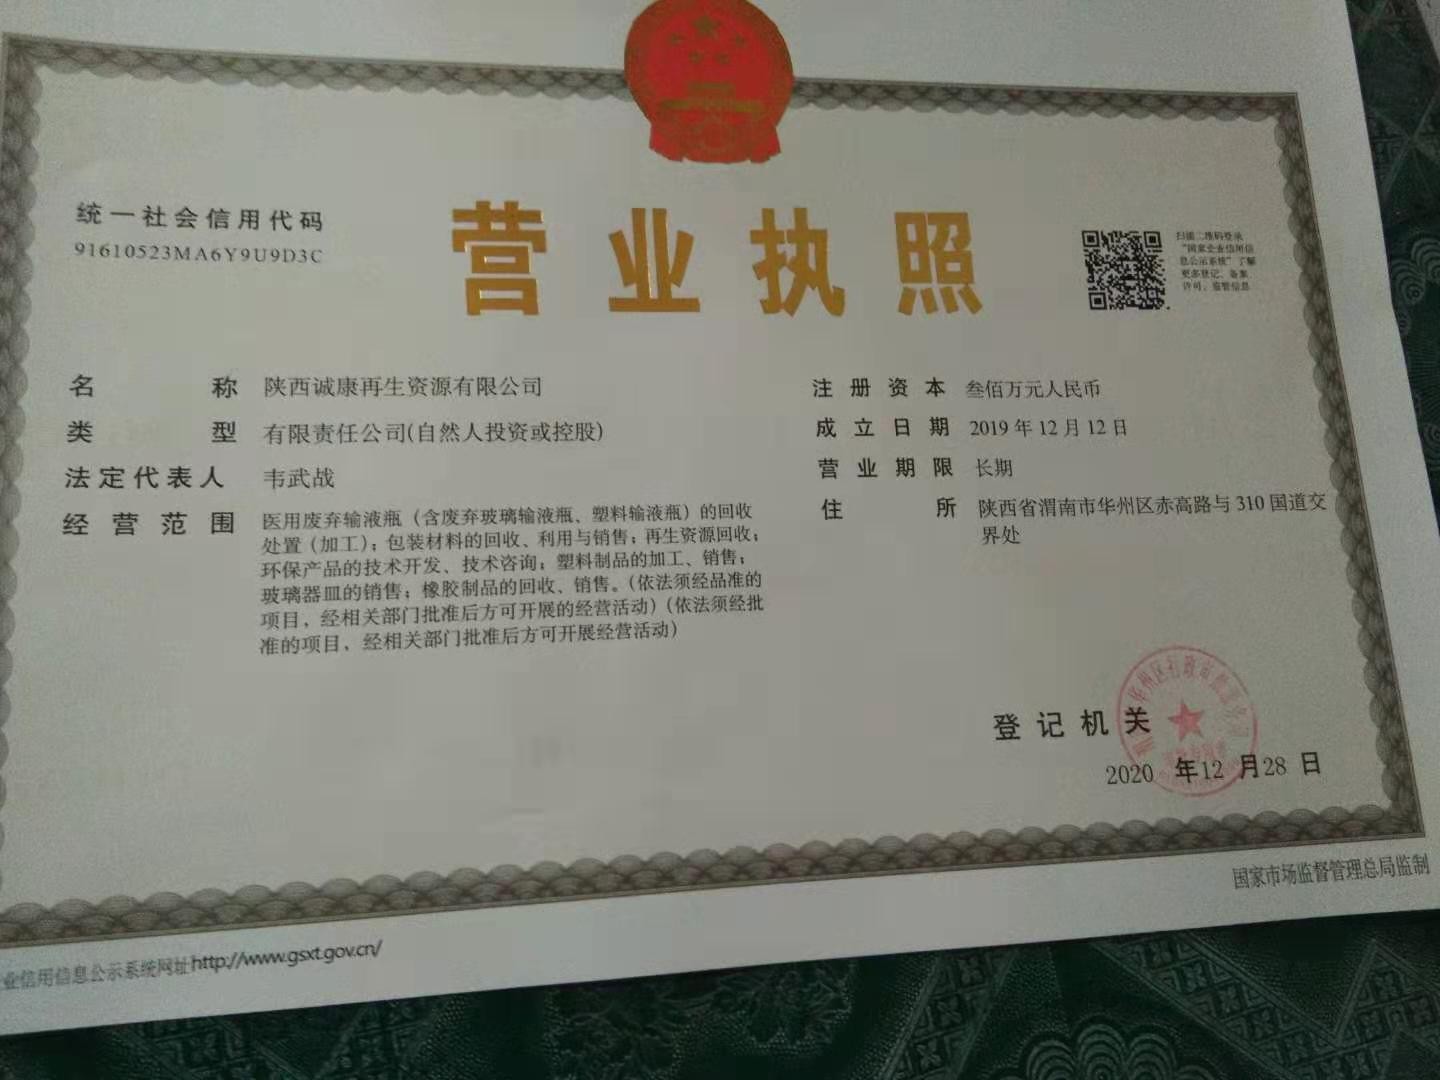 统一社会信用代码
91610523MA6Y9U9D3C
营业执照
扫描二维码登录
“国家企业信用信
息公示系统”了解
更多登记、备案、
许可、监管信息
名称 陕西诚康再生资源有限公司
类型 有限责任公司(自然人投资或控股)
法定代表人 韦武战
经营范围 医用废弃输液瓶（含废弃玻璃输液瓶、塑料输液瓶）的回收
处置（加工）；包装材料的回收、利用与销售；再生资源回收；
环保产品的技术开发、技术咨询；塑料制品的加工、销售；
玻璃器皿的销售；橡胶制品的回收、销售。（依法须经品准的
项目，经相关部门批准后方可开展的经营活动）（依法须经批
准的项目，经相关部门批准后方可开展经营活动）
注册资本 叁佰万元人民币
成立日期 2019年12月12日
营业期限 长期
住所 陕西省渭南市华州区赤高路与310国道交
界处
登记机关
2020年12月28日
业信用信息公示系统网址http://www.gsxt.gov.cn/
国家市场监督管理总局监制